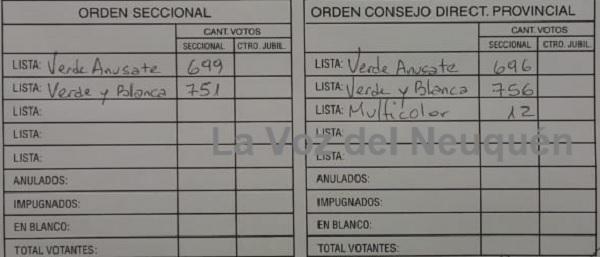 ORDEN SECCIONAL
CANT. VOTOS
SECCIONAL CTRO. JUBIL.
LISTA: Verde Anusate 699
LISTA: Verde y Blanca 751
LISTA:
LISTA:
LISTA:
ANULADOS:
IMPUGNADOS:
EN BLANCO:
TOTAL VOTANTES:
ORDEN CONSEJO DIRECT. PROVINCIAL
CANT. VOTOS
SECCIONAL CTRO. JUBIL.
LISTA: Verde Anusate 696
LISTA: Verde y Blanca 756
LISTA: Multicolor 12
LISTA:
LISTA:
ANULADOS:
IMPUGNADOS:
EN BLANCO:
TOTAL VOTANTES:
La Voz del Neuquén